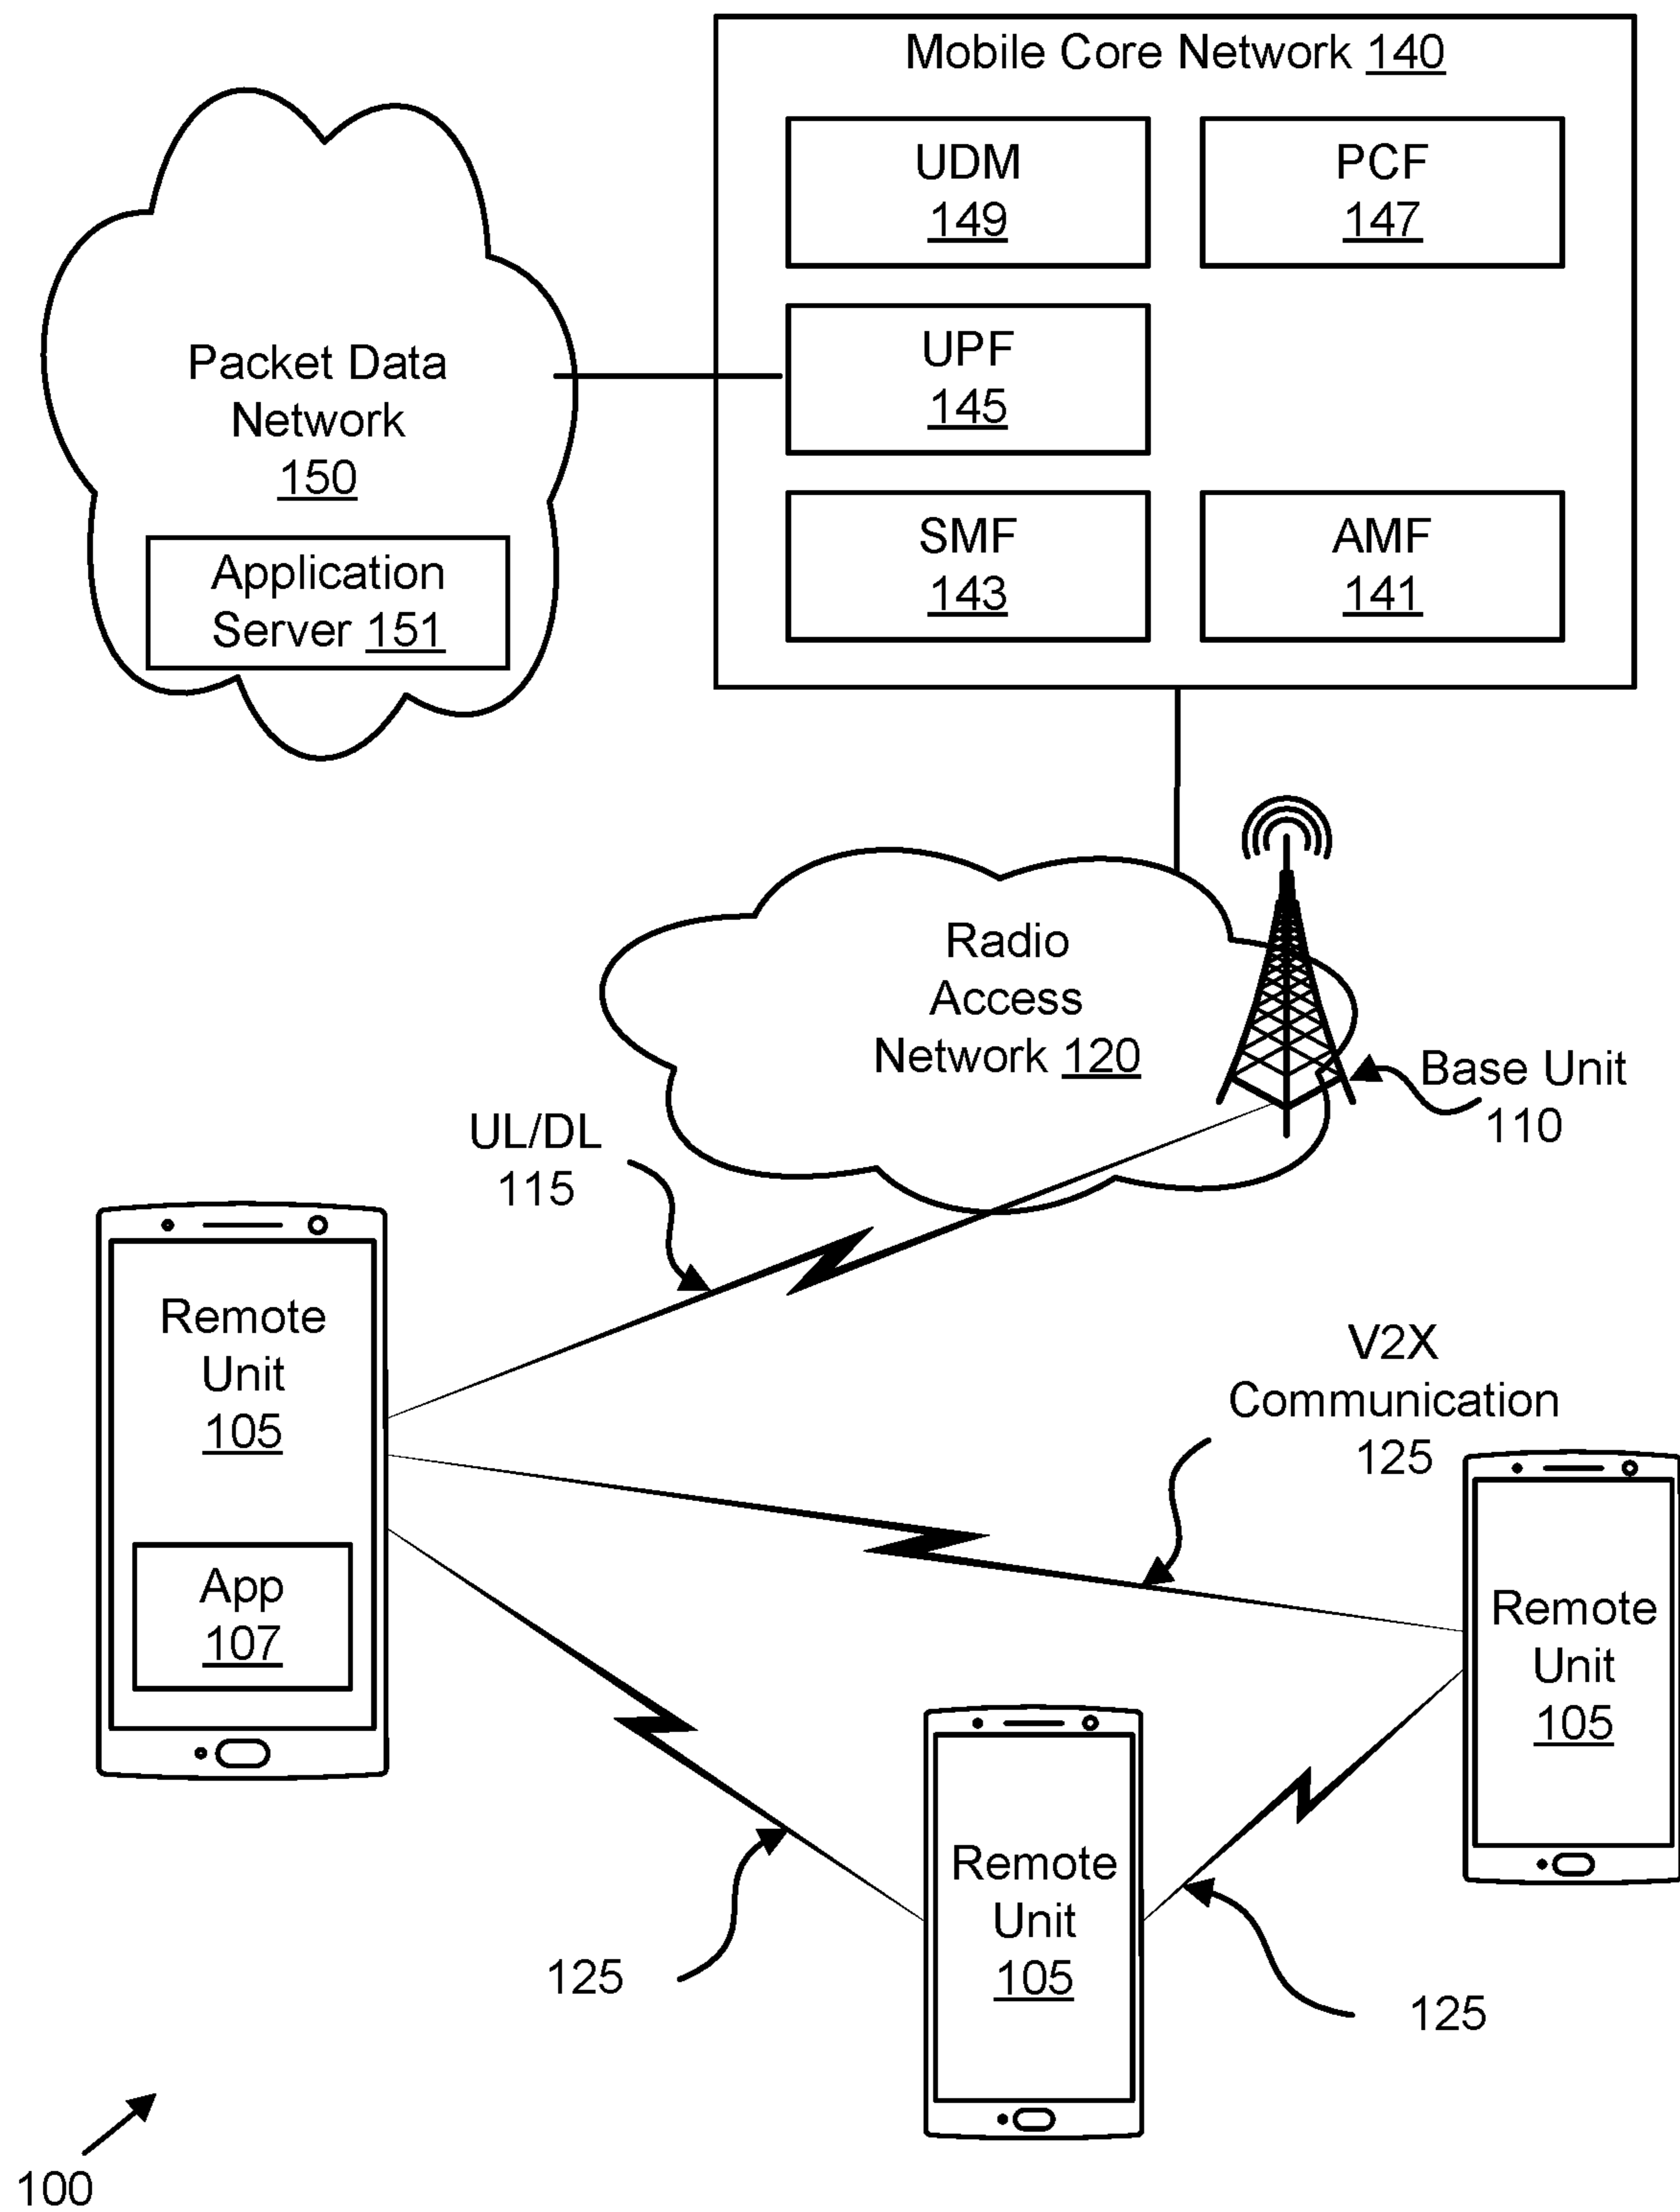 Mobile Core Network 140
UDM
149
PCF
147
UPF
145
SMF
143
AMF
141
Packet Data
Network
150
Application
Server 151
Radio
Access
Network 120
Base Unit
110
UL/DL
115
Remote
Unit
105
App
107
V2X
Communication
125
Remote
Unit
105
Remote
Unit
105
125
125
100